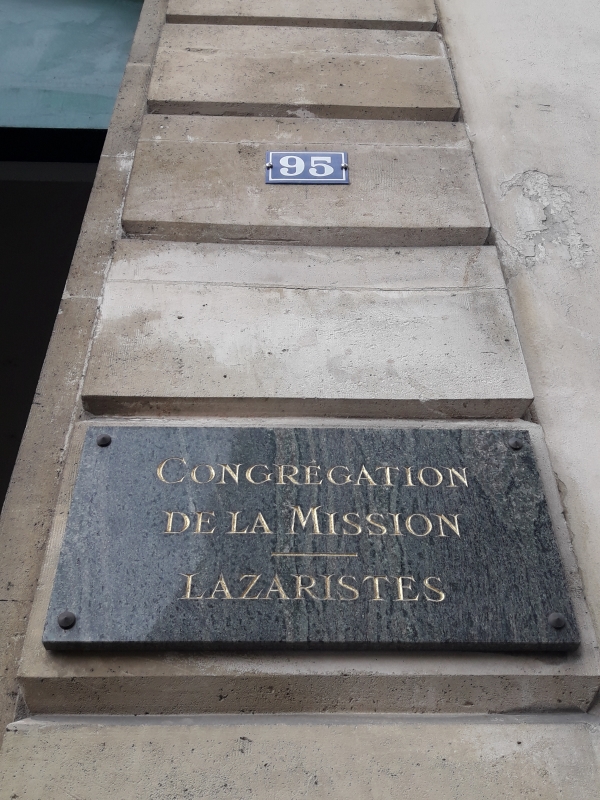 95
CONGRÉGATION
DE LA MISSION
LAZARISTES